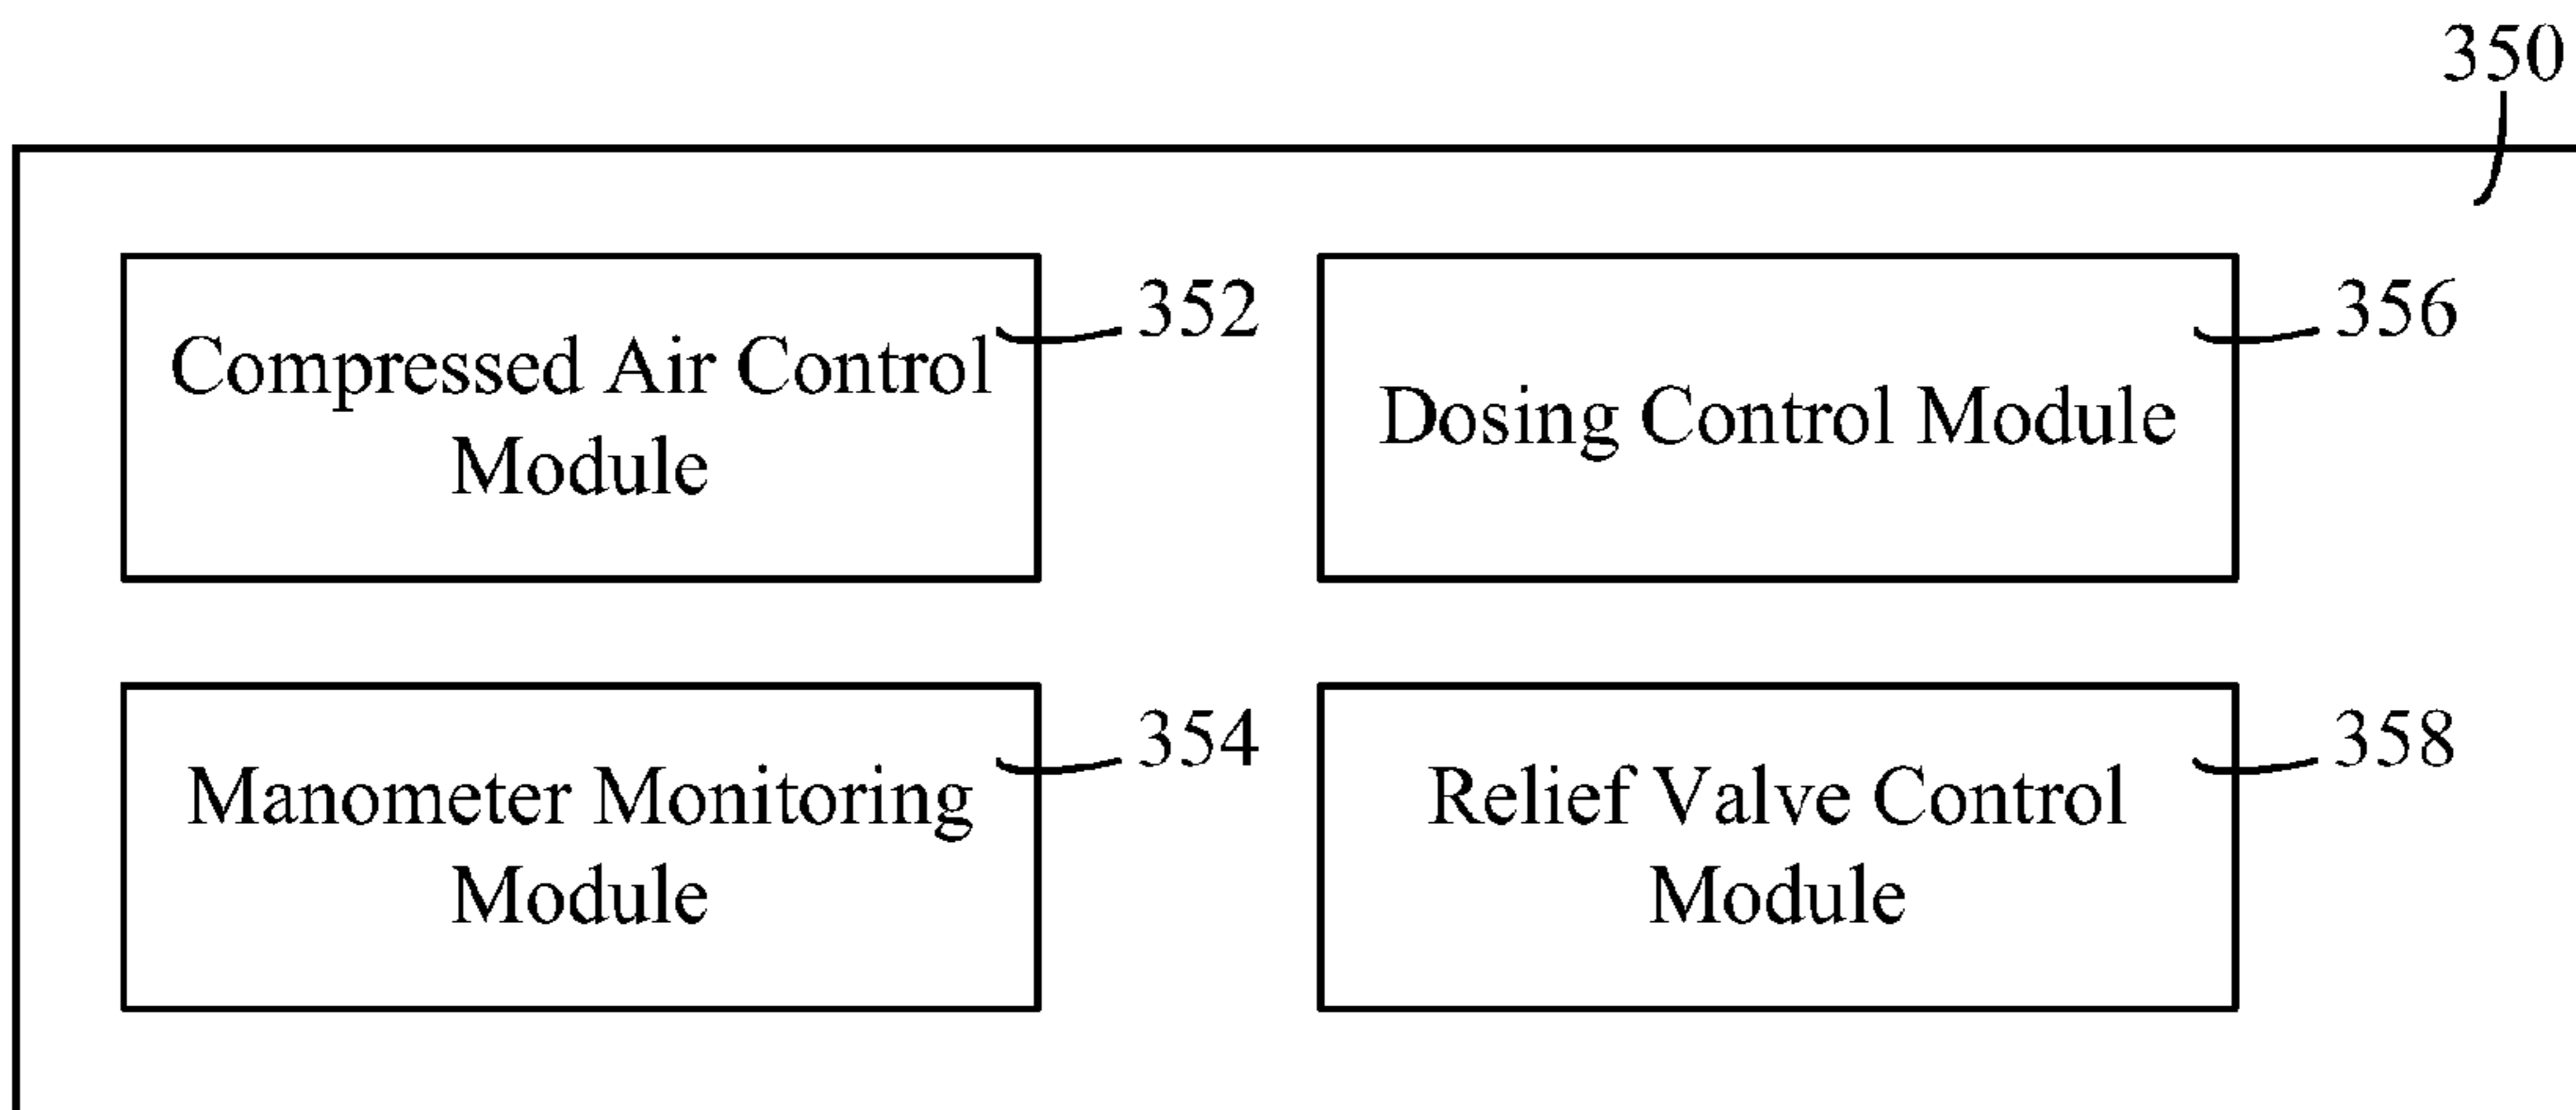 350
Compressed Air Control
Module
352
Dosing Control Module
356
Manometer Monitoring
Module
354
Relief Valve Control
Module
358